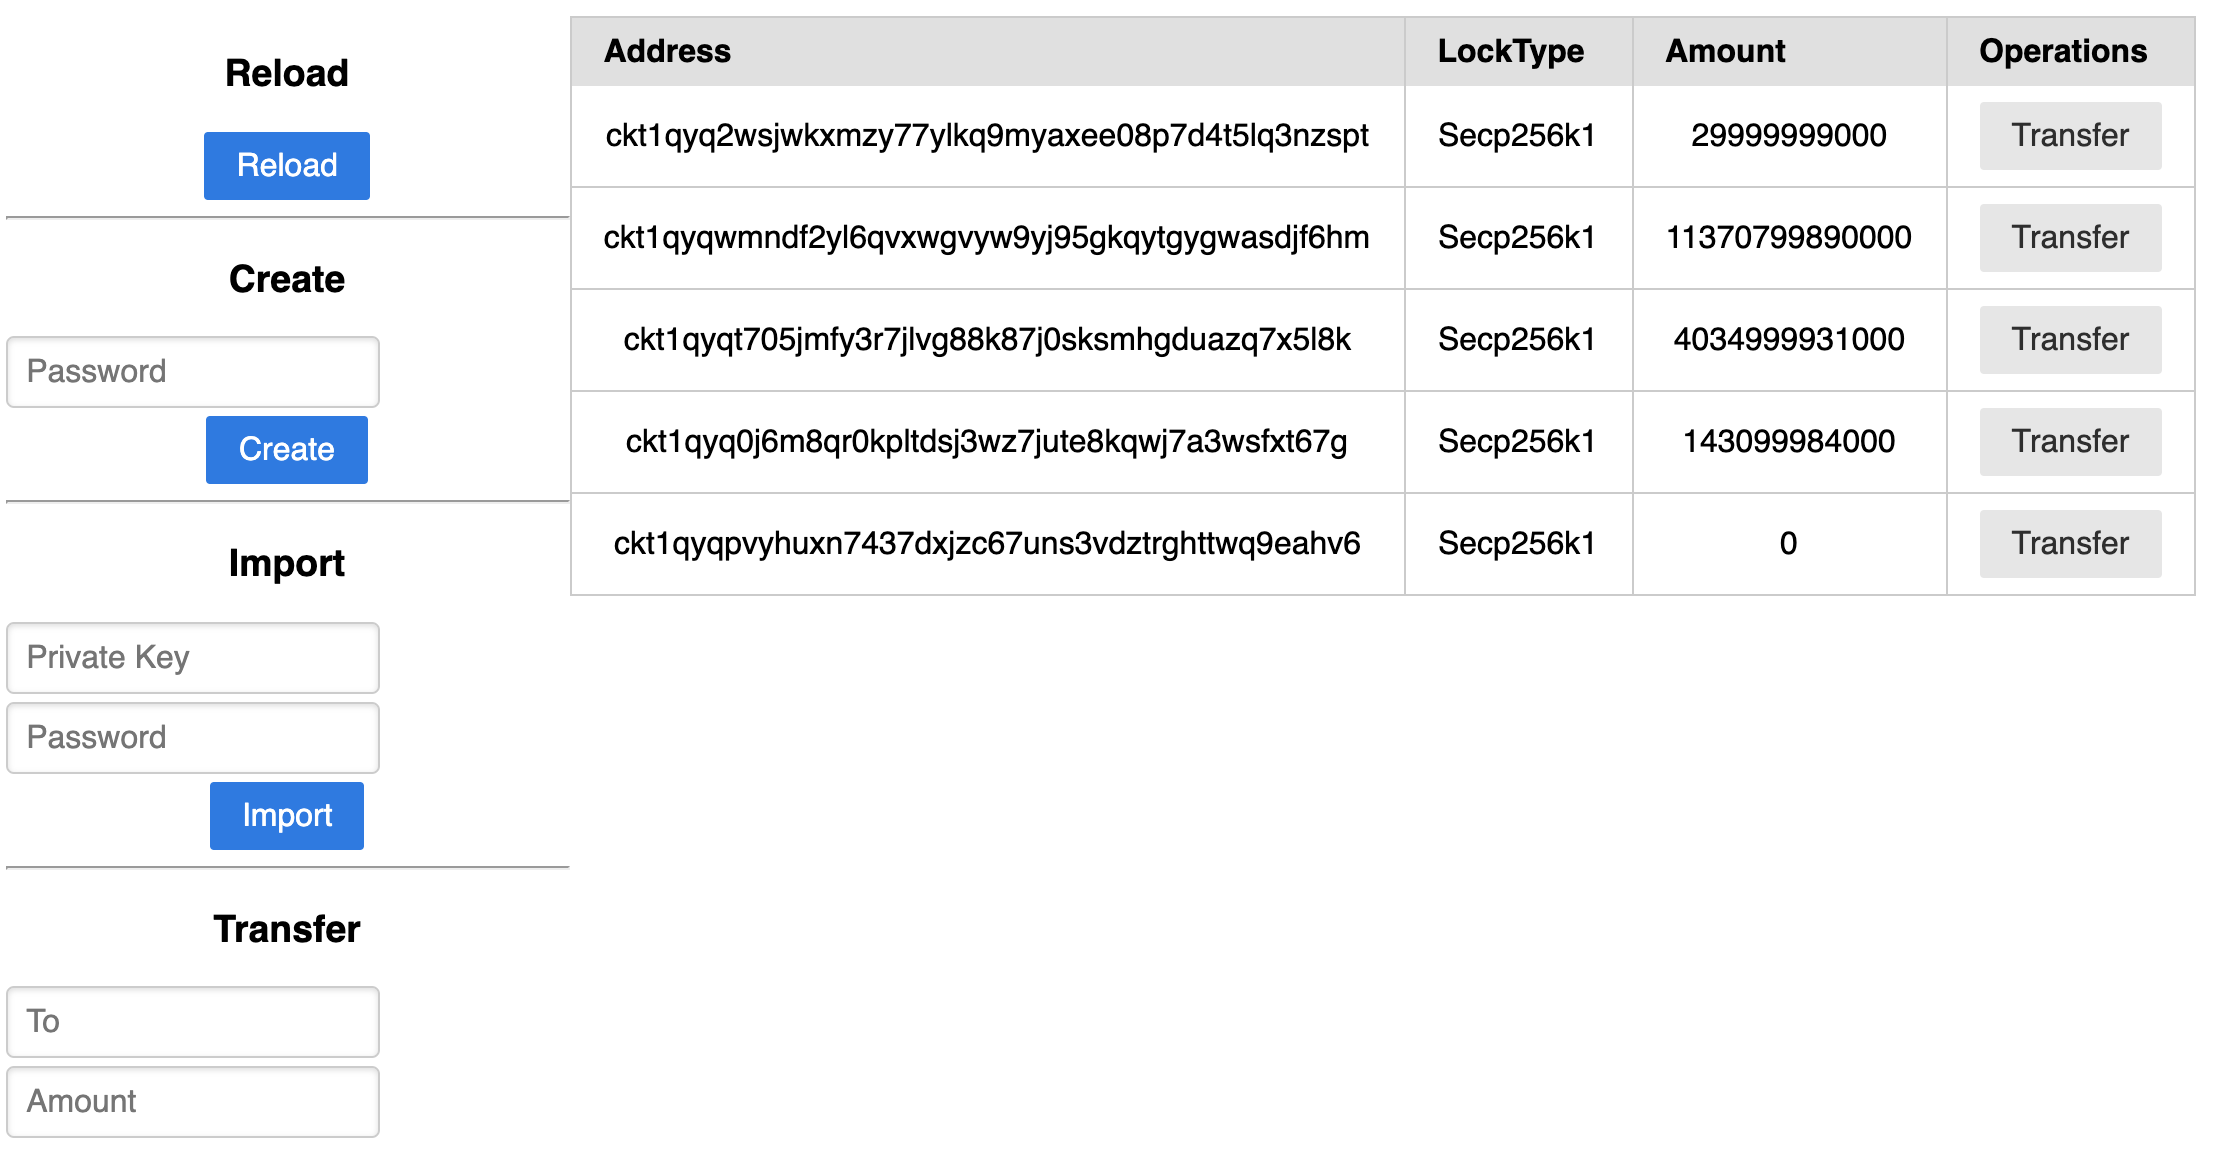 Reload
Reload
Create
Password
Create
Import
Private Key
Password
Import
Transfer
To
Amount
Address LockType Amount Operations
ckt1qyq2wsjwkxmzy77ylkq9myaxee08p7d4t5lq3nzspt Secp256k1 29999999000 Transfer
ckt1qyqwmndf2yl6qvxwgvyw9yj95gkqytgygwasdjf6hm Secp256k1 11370799890000 Transfer
ckt1qyqt705jmfy3r7jlvg88k87j0sksmhgduazq7x5l8k Secp256k1 4034999931000 Transfer
ckt1qyq0j6m8qr0kpltdsj3wz7jute8kqwj7a3wsfxt67g Secp256k1 143099984000 Transfer
ckt1qyqpvyhuxn7437dxjzc67uns3vdztrghttwq9eahv6 Secp256k1 0 Transfer